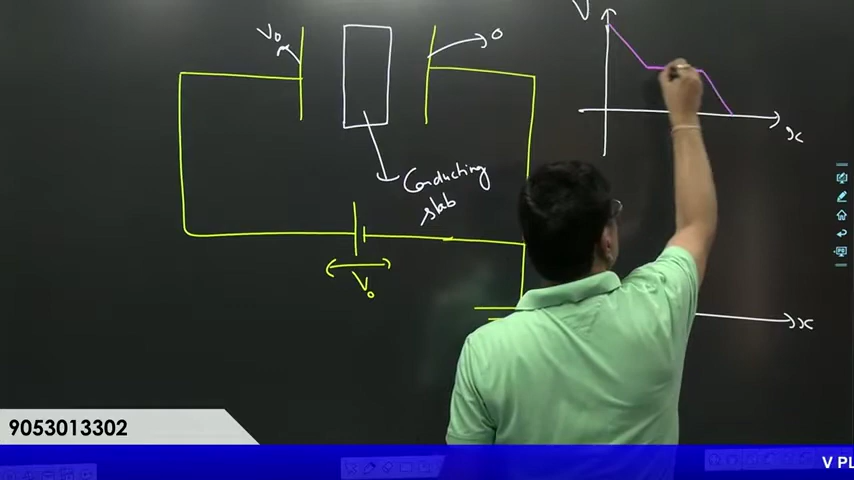 V₀
0
V
x
Conducting
slab
V₀
x
9053013302
V PL